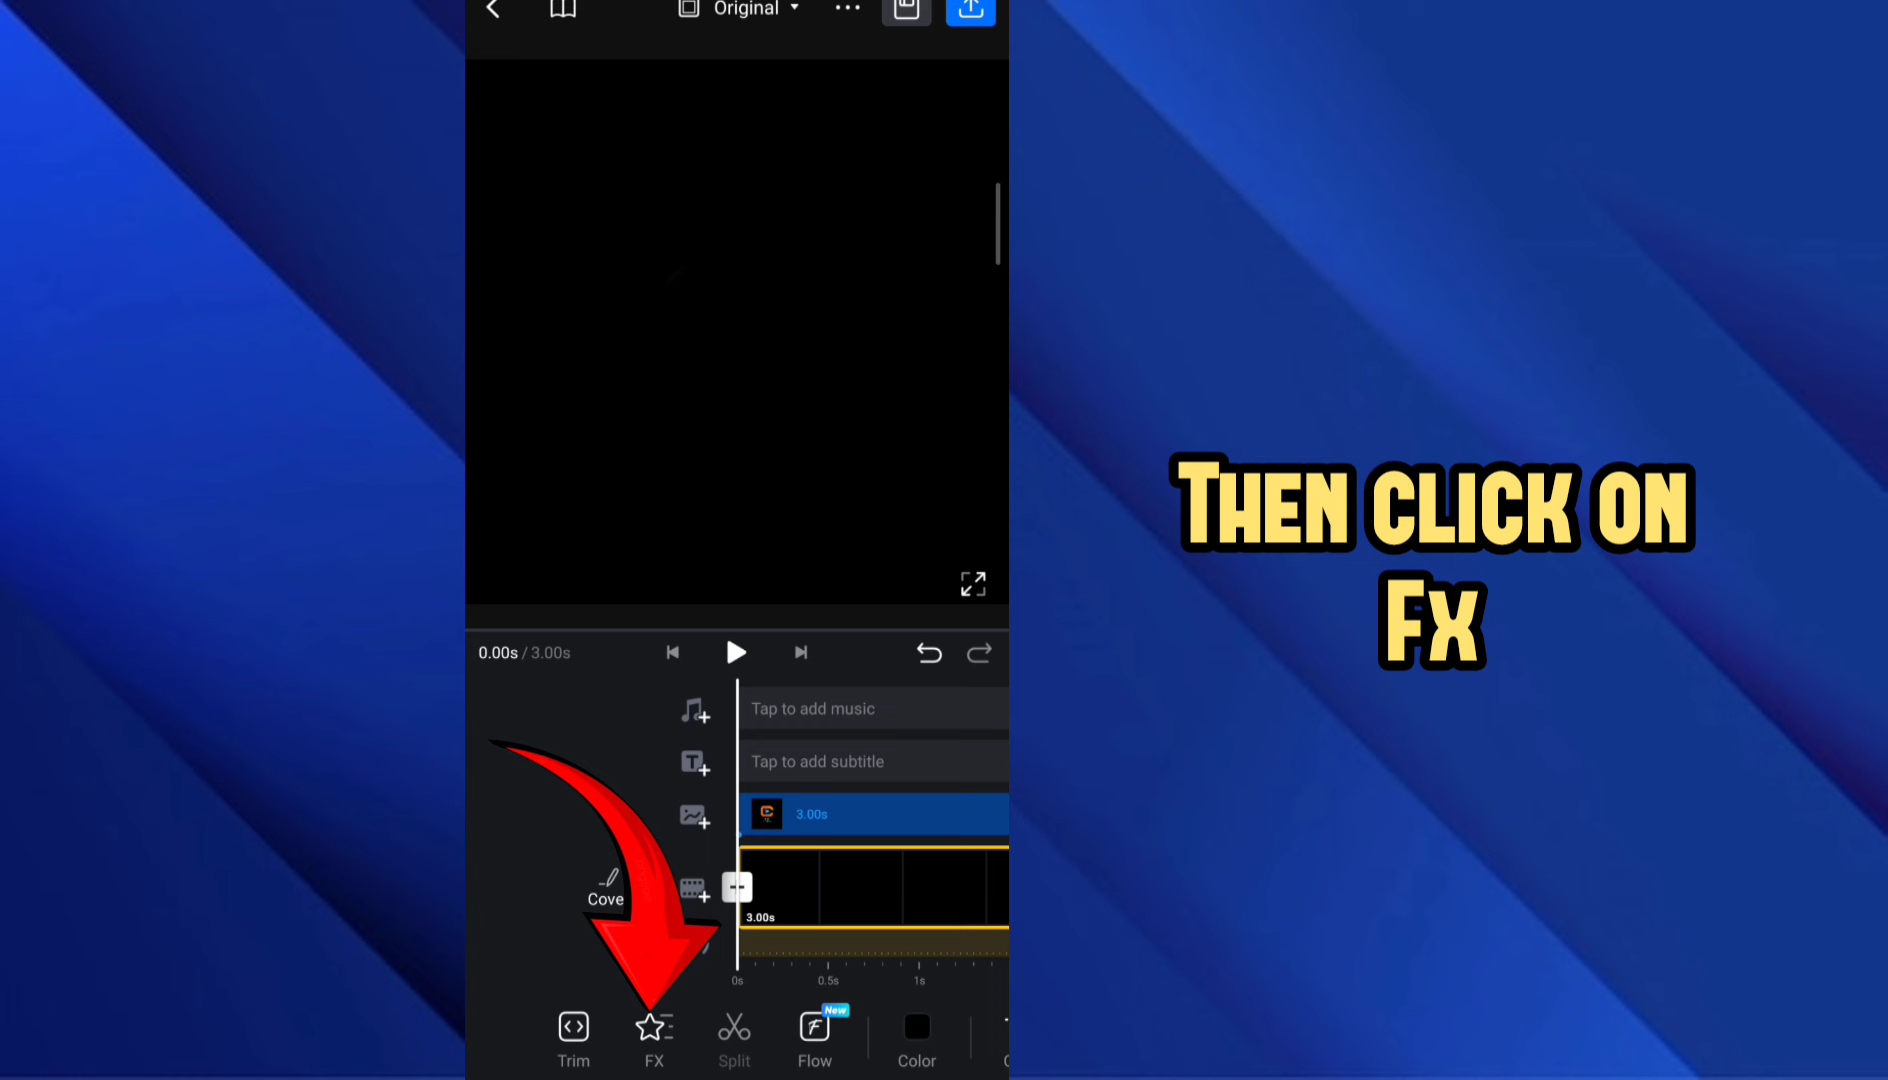 Original
0.00s / 3.00s
Tap to add music
Tap to add subtitle
3.00s
Cove
3.00s
0s 0.5s 1s
New
Trim FX Split Flow Color
THEN CLICK ON
FX